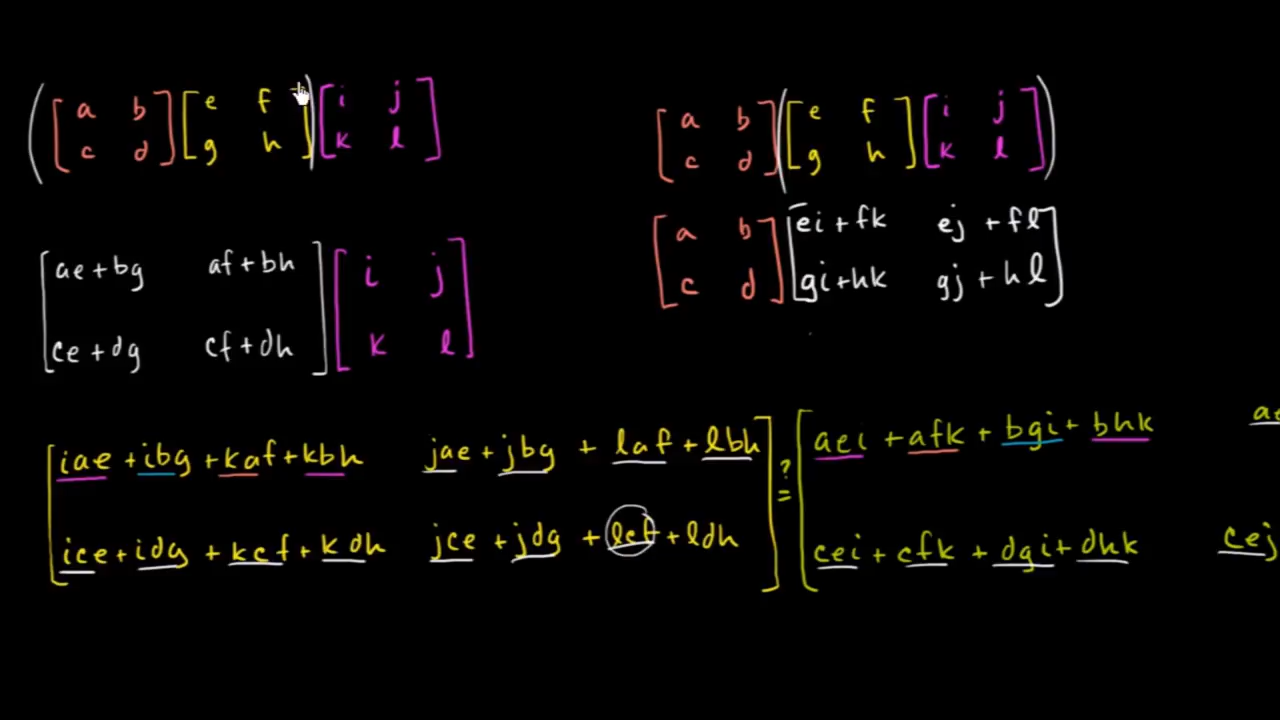 ( [ a b ] [ e f ] ) [ i j ]
( [ c d ] [ g h ] ) [ k l ]
[ ae + bg af + bh ] [ i j ]
[ ce + dg cf + dh ] [ k l ]
[ a b ] ( [ e f ] [ i j ] )
[ c d ] ( [ g h ] [ k l ] )
[ a b ] [ ei + fk ej + fl ]
[ c d ] [ gi + hk gj + hl ]
[ iae + ibg + kaf + kbh jae + jbg + laf + lbh ] ?= [ aei + afk + bgi + bhk ae
[ ice + idg + kcf + kdh jce + jdg + lcf + ldh ] [ cei + cfk + dgi + dhk cej